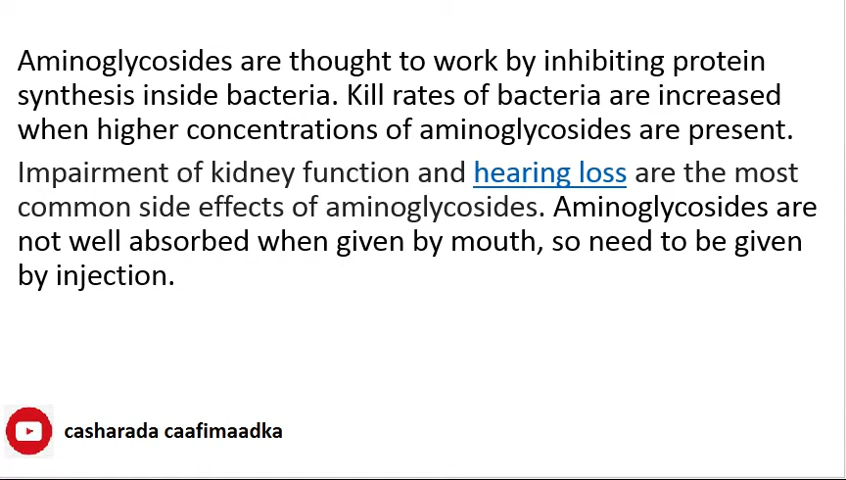 Aminoglycosides are thought to work by inhibiting protein
synthesis inside bacteria. Kill rates of bacteria are increased
when higher concentrations of aminoglycosides are present.
Impairment of kidney function and hearing loss are the most
common side effects of aminoglycosides. Aminoglycosides are
not well absorbed when given by mouth, so need to be given
by injection.
casharada caafimaadka